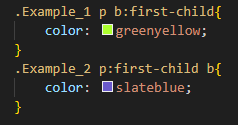 .Example_1 p b:first-child{
color: greenyellow;
}
.Example_2 p:first-child b{
color: slateblue;
}